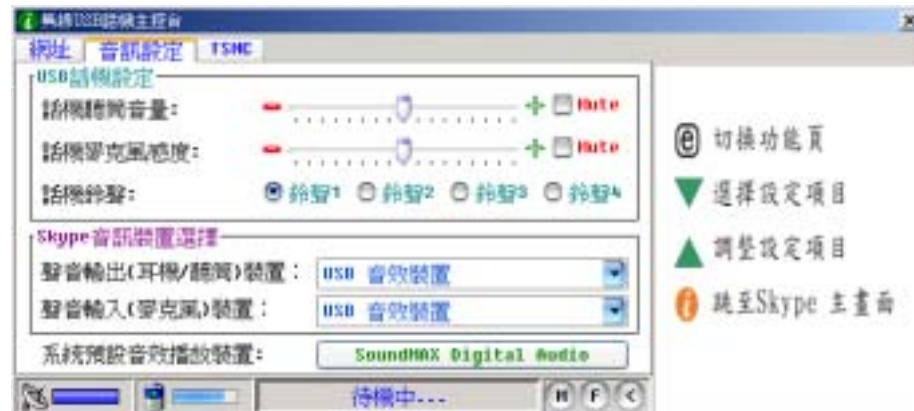 無線USB話機主控台
網址 音訊設定 TSMC
USB話機設定
話機聽筒音量: Mute
話機麥克風感度: Mute
話機鈴聲: 鈴聲1 鈴聲2 鈴聲3 鈴聲4
Skype音訊裝置選擇
聲音輸出(耳機/聽筒)裝置: USB 音效裝置
聲音輸入(麥克風)裝置: USB 音效裝置
系統預設音效播放裝置: SoundMAX Digital Audio
待機中--- H F <
e 切換功能頁
選擇設定項目
調整設定項目
i 跳至Skype 主畫面